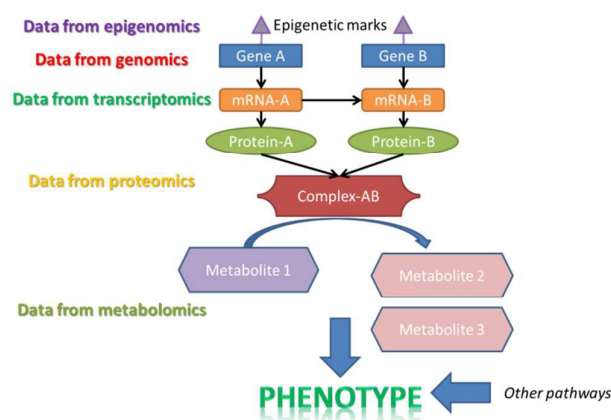 Data from epigenomics
Epigenetic marks
Data from genomics
Gene A
Gene B
Data from transcriptomics
mRNA-A
mRNA-B
Protein-A
Protein-B
Data from proteomics
Complex-AB
Metabolite 1
Metabolite 2
Data from metabolomics
Metabolite 3
PHENOTYPE
Other pathways